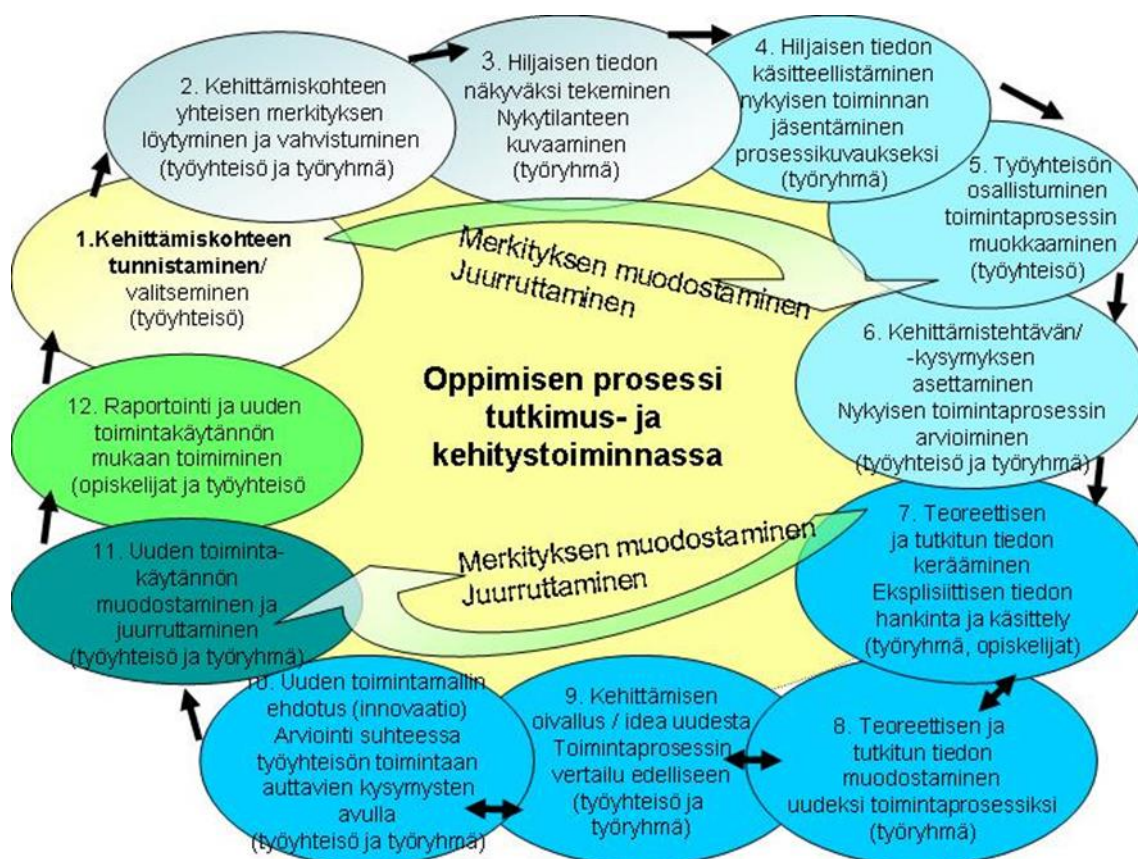 2. Kehittämiskohteen
yhteisen merkityksen
löytyminen ja vahvistuminen
(työyhteisö ja työryhmä)
3. Hiljaisen tiedon
näkyväksi tekeminen
Nykytilanteen
kuvaaminen
(työryhmä)
4. Hiljaisen tiedon
käsitteellistäminen
nykyisen toiminnan
jäsentäminen
prosessikuvaukseksi
(työryhmä)
5. Työyhteisön
osallistuminen
toimintaprosessin
muokkaaminen
(työyhteisö)
1.Kehittämiskohteen
tunnistaminen/
valitseminen
(työyhteisö)
Merkityksen muodostaminen
Juurruttaminen
6. Kehittämistehtävän/
-kysymyksen
asettaminen
Nykyisen toimintaprosessin
arvioiminen
(työyhteisö ja työryhmä)
Oppimisen prosessi
tutkimus- ja
kehitystoiminnassa
12. Raportointi ja uuden
toimintakäytännön
mukaan toimiminen
(opiskelijat ja työyhteisö
7. Teoreettisen
ja tutkitun tiedon
kerääminen
Eksplisiittisen tiedon
hankinta ja käsittely
(työryhmä, opiskelijat)
Merkityksen muodostaminen
Juurruttaminen
11. Uuden toiminta-
käytännön
muodostaminen ja
juurruttaminen
(työyhteisö ja työryhmä)
10. Uuden toimintamallin
ehdotus (innovaatio)
Arviointi suhteessa
työyhteisön toimintaan
auttavien kysymysten
avulla
(työyhteisö ja työryhmä)
9. Kehittämisen
oivallus / idea uudesta
Toimintaprosessin
vertailu edelliseen
(työyhteisö ja
työryhmä)
8. Teoreettisen ja
tutkitun tiedon
muodostaminen
uudeksi toimintaprosessiksi
(työryhmä)